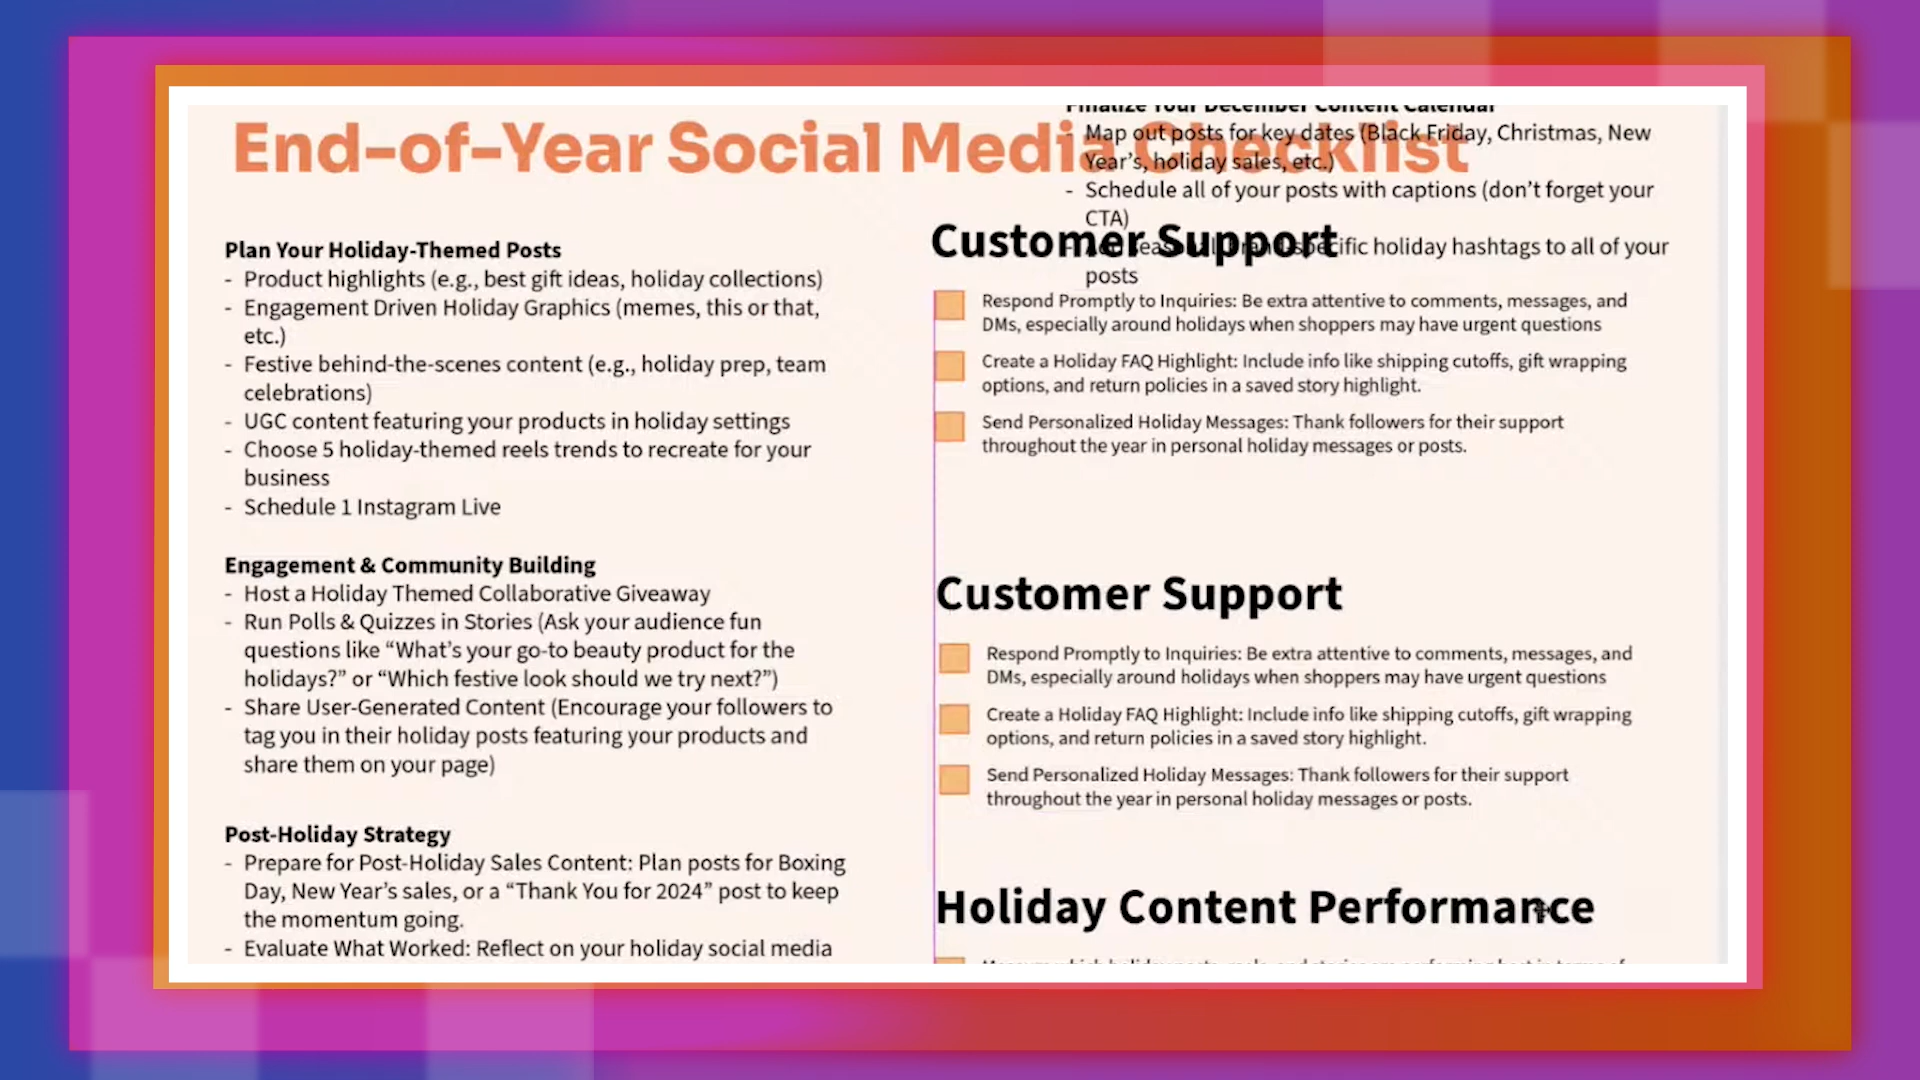 End-of-Year Social Media Checklist
Plan Your Holiday-Themed Posts
- Product highlights (e.g., best gift ideas, holiday collections)
- Engagement Driven Holiday Graphics (memes, this or that,
etc.)
- Festive behind-the-scenes content (e.g., holiday prep, team
celebrations)
- UGC content featuring your products in holiday settings
- Choose 5 holiday-themed reels trends to recreate for your
business
- Schedule 1 Instagram Live
Engagement & Community Building
- Host a Holiday Themed Collaborative Giveaway
- Run Polls & Quizzes in Stories (Ask your audience fun
questions like “What’s your go-to beauty product for the
holidays?” or “Which festive look should we try next?”)
- Share User-Generated Content (Encourage your followers to
tag you in their holiday posts featuring your products and
share them on your page)
Post-Holiday Strategy
- Prepare for Post-Holiday Sales Content: Plan posts for Boxing
Day, New Year’s sales, or a “Thank You for 2024” post to keep
the momentum going.
- Evaluate What Worked: Reflect on your holiday social media
Finalize Your December Content Calendar
- Map out posts for key dates (Black Friday, Christmas, New
Year’s, holiday sales, etc.)
- Schedule all of your posts with captions (don’t forget your
CTA)
holiday hashtags to all of your
posts
Customer Support
Respond Promptly to Inquiries: Be extra attentive to comments, messages, and
DMs, especially around holidays when shoppers may have urgent questions
Create a Holiday FAQ Highlight: Include info like shipping cutoffs, gift wrapping
options, and return policies in a saved story highlight.
Send Personalized Holiday Messages: Thank followers for their support
throughout the year in personal holiday messages or posts.
Customer Support
Respond Promptly to Inquiries: Be extra attentive to comments, messages, and
DMs, especially around holidays when shoppers may have urgent questions
Create a Holiday FAQ Highlight: Include info like shipping cutoffs, gift wrapping
options, and return policies in a saved story highlight.
Send Personalized Holiday Messages: Thank followers for their support
throughout the year in personal holiday messages or posts.
Holiday Content Performance